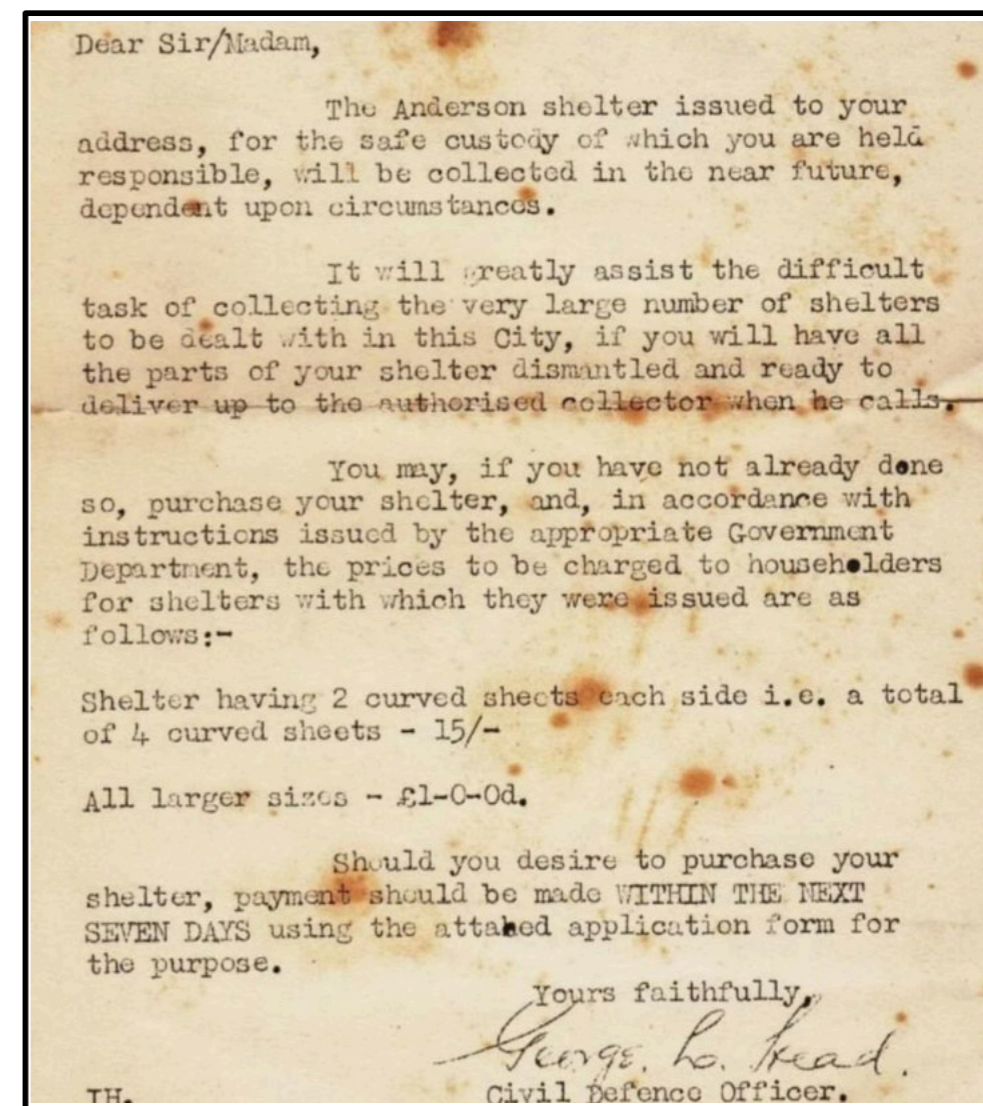 Dear Sir/Madam,
The Anderson shelter issued to your
address, for the safe custody of which you are held
responsible, will be collected in the near future,
dependent upon circumstances.
It will greatly assist the difficult
task of collecting the very large number of shelters
to be dealt with in this City, if you will have all
the parts of your shelter dismantled and ready to
deliver up to the authorised collector when he calls.
You may, if you have not already done
so, purchase your shelter, and, in accordance with
instructions issued by the appropriate Government
Department, the prices to be charged to householders
for shelters with which they were issued are as
follows:-
Shelter having 2 curved sheets each side i.e. a total
of 4 curved sheets - 15/-
All larger sizes - £1-0-0d.
Should you desire to purchase your
shelter, payment should be made WITHIN THE NEXT
SEVEN DAYS using the attahed application form for
the purpose.
Yours faithfully,
George. L.
TH. Civil Defence Officer.